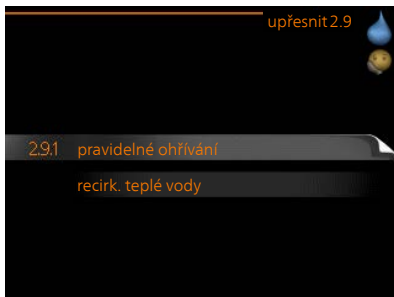 upřesnit 2.9
2.9.1 pravidelné ohřívání
recirk. teplé vody